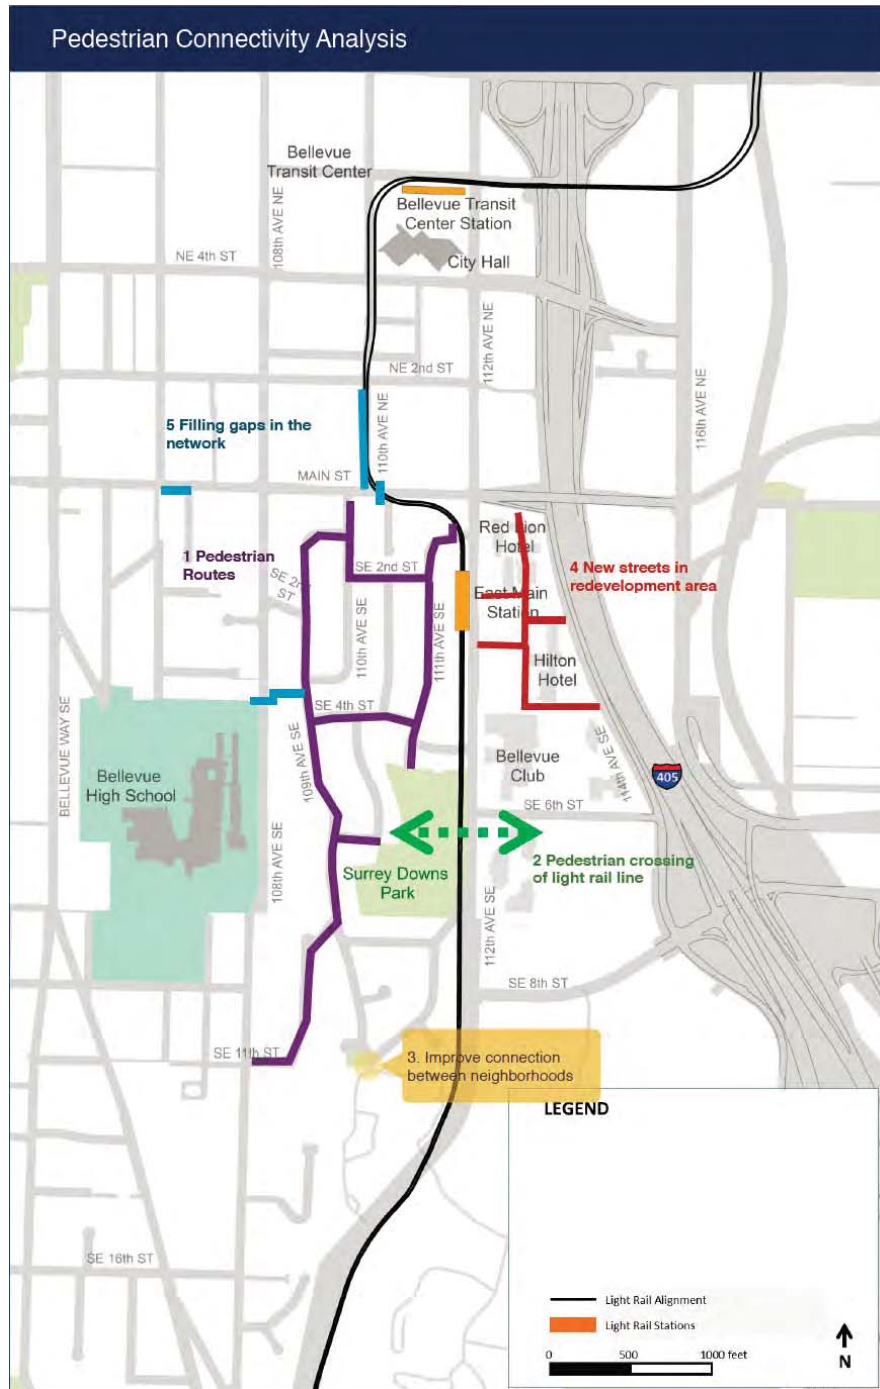 Pedestrian Connectivity Analysis
Bellevue
Transit Center
Bellevue Transit
Center Station
108th AVE NE
NE 4th ST
City Hall
112th AVE NE
NE 2nd ST
116th AVE NE
5 Filling gaps in the
network
110th AVE NE
MAIN ST
Red Lion
Hotel
1 Pedestrian
Routes
SE 2nd ST
SE 2nd
ST
4 New streets in
redevelopment area
East Main
Station
110th AVE SE
111th AVE SE
Hilton
Hotel
SE 4th ST
BELLEVUE WAY SE
109th AVE SE
Bellevue
High School
Bellevue
Club
114th AVE SE
405
SE 6th ST
108th AVE SE
Surrey Downs
Park
2 Pedestrian crossing
of light rail line
112th AVE SE
SE 8th ST
SE 11th ST
3. Improve connection
between neighborhoods
SE 16th ST
LEGEND
Light Rail Alignment
Light Rail Stations
0 500 1000 feet
N